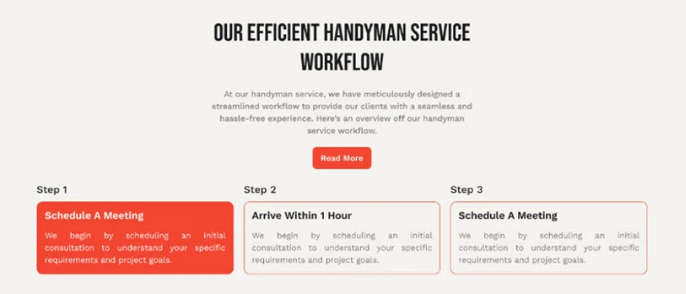 OUR EFFICIENT HANDYMAN SERVICE
WORKFLOW
At our handyman service, we have meticulously designed a
streamlined workflow to provide our clients with a seamless and
hassle-free experience. Here's an overview off our handyman
service workflow.
Read More
Step 1
Schedule A Meeting
We begin by scheduling an initial
consultation to understand your specific
requirements and project goals.
Step 2
Arrive Within 1 Hour
We begin by scheduling an initial
consultation to understand your specific
requirements and project goals.
Step 3
Schedule A Meeting
We begin by scheduling an initial
consultation to understand your specific
requirements and project goals.